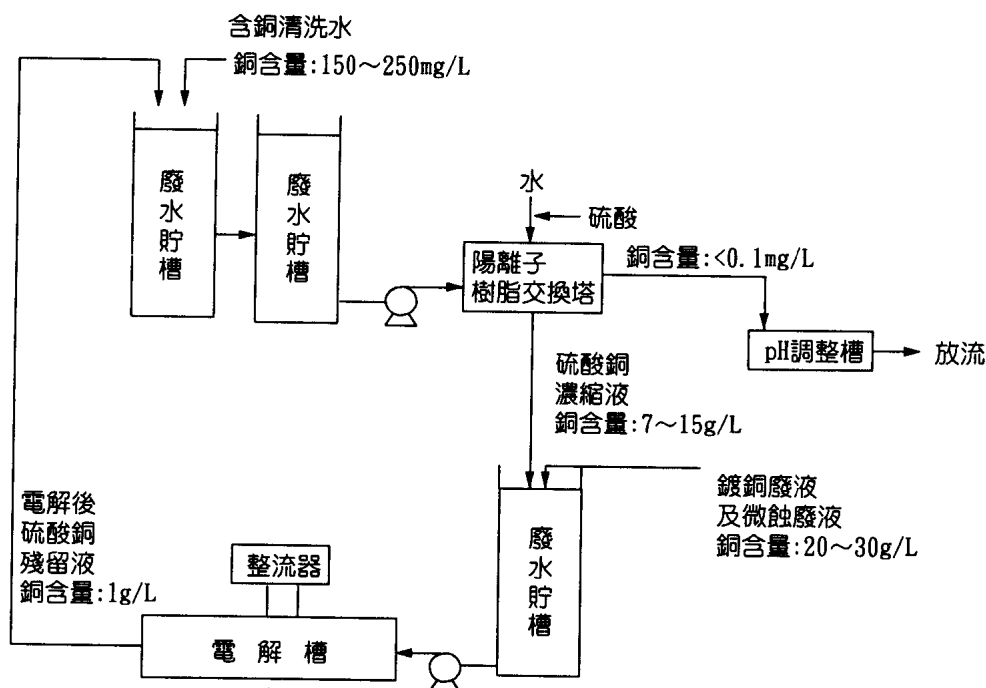 含銅清洗水
銅含量:150～250mg/L
廢水貯槽
廢水貯槽
水
硫酸
陽離子
樹脂交換塔
銅含量:<0.1mg/L
pH調整槽
放流
硫酸銅
濃縮液
銅含量:7～15g/L
鍍銅廢液
及微蝕廢液
銅含量:20～30g/L
廢水貯槽
電解後
硫酸銅
殘留液
銅含量:1g/L
整流器
電解槽